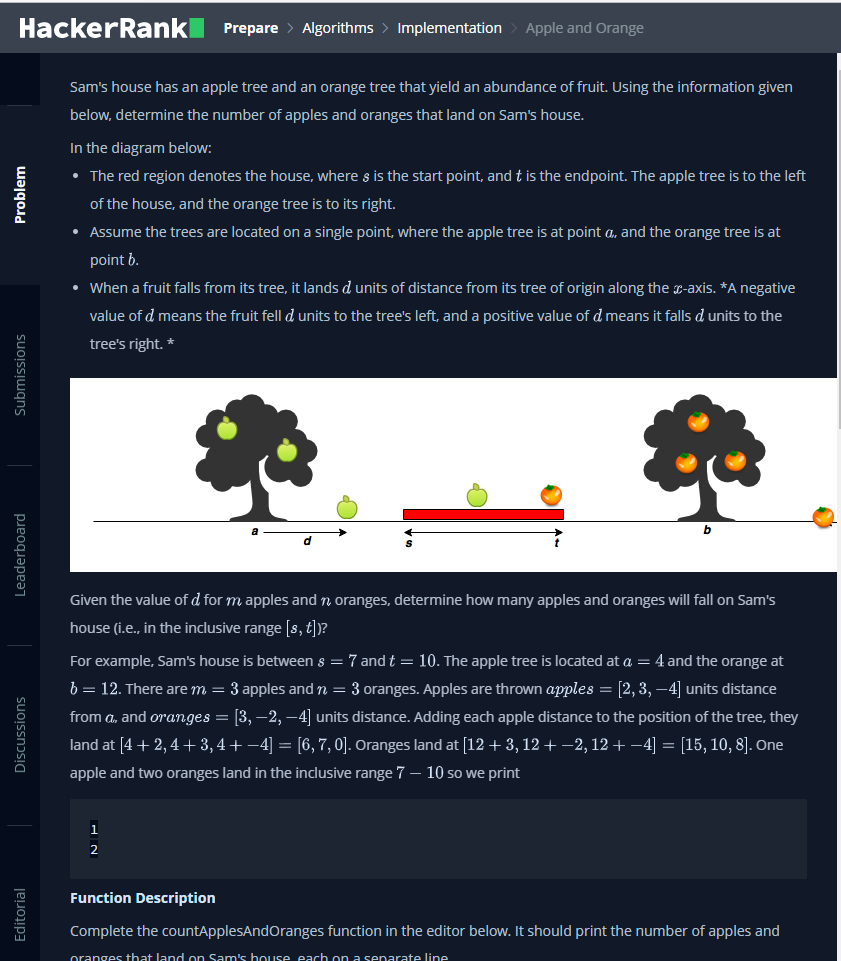 HackerRank Prepare > Algorithms > Implementation > Apple and Orange
Problem
Submissions
Leaderboard
Discussions
Editorial
Sam's house has an apple tree and an orange tree that yield an abundance of fruit. Using the information given
below, determine the number of apples and oranges that land on Sam's house.
In the diagram below:
• The red region denotes the house, where s is the start point, and t is the endpoint. The apple tree is to the left
of the house, and the orange tree is to its right.
• Assume the trees are located on a single point, where the apple tree is at point a, and the orange tree is at
point b.
• When a fruit falls from its tree, it lands d units of distance from its tree of origin along the x-axis. *A negative
value of d means the fruit fell d units to the tree's left, and a positive value of d means it falls d units to the
tree's right. *
a d s t b
Given the value of d for m apples and n oranges, determine how many apples and oranges will fall on Sam's
house (i.e., in the inclusive range [s, t])?
For example, Sam's house is between s = 7 and t = 10. The apple tree is located at a = 4 and the orange at
b = 12. There are m = 3 apples and n = 3 oranges. Apples are thrown apples = [2, 3, −4] units distance
from a, and oranges = [3, −2, −4] units distance. Adding each apple distance to the position of the tree, they
land at [4 + 2, 4 + 3, 4 + −4] = [6, 7, 0]. Oranges land at [12 + 3, 12 + −2, 12 + −4] = [15, 10, 8]. One
apple and two oranges land in the inclusive range 7 − 10 so we print
1
2
Function Description
Complete the countApplesAndOranges function in the editor below. It should print the number of apples and
oranges that land on Sam's house, each on a separate line.